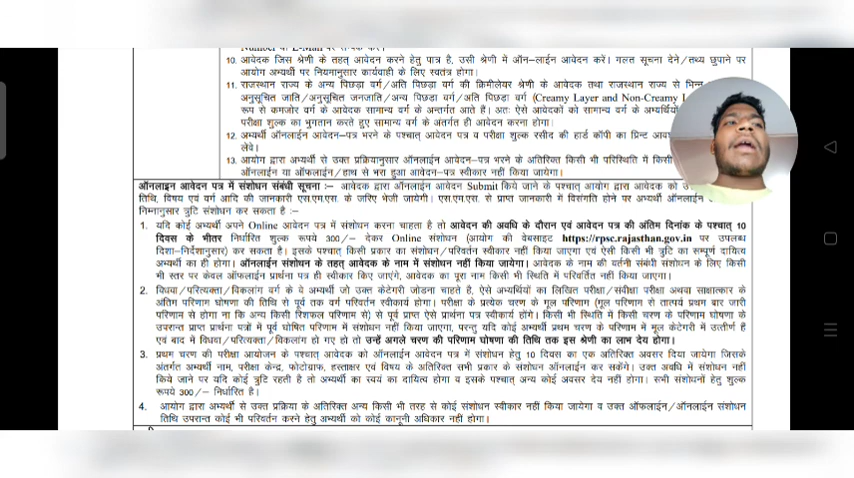 10. आवेदक जिस श्रेणी के तहत् आवेदन करने हेतु पात्र है, उसी श्रेणी में ऑन–लाईन आवेदन करें। गलत सूचना देने/तथ्य छुपाने पर
आयोग अभ्यर्थी पर नियमानुसार कार्यवाही के लिए स्वतंत्र होगा।
11. राजस्थान राज्य के अन्य पिछड़ा वर्ग/अति पिछड़ा वर्ग की क्रिमीलेयर श्रेणी के आवेदक तथा राजस्थान राज्य से भिन्न
अनुसूचित जाति/अनुसूचित जनजाति/अन्य पिछड़ा वर्ग/अति पिछड़ा वर्ग (Creamy Layer and Non-Creamy
रूप से कमजोर वर्ग के आवेदक सामान्य वर्ग के अन्तर्गत आते हैं। अतः ऐसे आवेदकों को सामान्य वर्ग के अभ्यर्थियों
परीक्षा शुल्क का भुगतान करते हुए सामान्य वर्ग के अंतर्गत ही आवेदन करना होगा।
12. अभ्यर्थी ऑनलाईन आवेदन–पत्र भरने के पश्चात् आवेदन पत्र व परीक्षा शुल्क रसीद की हार्ड कॉपी का प्रिन्ट
लेवे।
13. आयोग द्वारा अभ्यर्थी से उक्त प्रक्रियानुसार ऑनलाईन आवेदन–पत्र भरने के अतिरिक्त किसी भी परिस्थिति में किसी
ऑनलाईन या ऑफलाईन/हाथ से भरा हुआ आवेदन–पत्र स्वीकार नहीं किया जायेगा।
ऑनलाइन आवेदन पत्र में संशोधन संबंधी सूचना :– आवेदक द्वारा ऑनलाईन आवेदन Submit किये जाने के पश्चात् आयोग द्वारा आवेदक को
तिथि, विषय एवं वर्ग आदि की जानकारी एस.एम.एस. के जरिए भेजी जायेगी। एस.एम.एस. से प्राप्त जानकारी में विसंगति होने पर अभ्यर्थी ऑनलाईन
निम्नानुसार त्रुटि संशोधन कर सकता है :–
1. यदि कोई अभ्यर्थी अपने Online आवेदन पत्र में संशोधन करना चाहता है तो आवेदन की अवधि के दौरान एवं आवेदन पत्र की अंतिम दिनांक के पश्चात् 10
दिवस के भीतर निर्धारित शुल्क रूपये 300/– देकर Online संशोधन (आयोग की वेबसाइट https://rpsc.rajasthan.gov.in पर उपलब्ध
दिशा–निर्देशानुसार) कर सकता है। इसके पश्चात् किसी प्रकार का संशोधन/परिवर्तन स्वीकार नहीं किया जाएगा एवं ऐसी किसी भी त्रुटि का सम्पूर्ण दायित्व
अभ्यर्थी का ही होगा। ऑनलाईन संशोधन के तहत् आवेदक के नाम में संशोधन नहीं किया जायेगा। आवेदक के नाम की वर्तनी संबंधी संशोधन के लिए किसी
भी स्तर पर केवल ऑफलाईन प्रार्थना पत्र ही स्वीकार किए जाएंगे, आवेदक का पूरा नाम किसी भी स्थिति में परिवर्तित नहीं किया जाएगा।
2. विधवा/परित्यक्ता/विकलांग वर्ग के वे अभ्यर्थी जो उक्त केटेगरी जोडना चाहते है, ऐसे अभ्यर्थियों का लिखित परीक्षा/संवीक्षा परीक्षा अथवा साक्षात्कार के
अंतिम परिणाम घोषणा की तिथि से पूर्व तक वर्ग परिवर्तन स्वीकार्य होगा। परीक्षा के प्रत्येक चरण के मूल परिणाम (मूल परिणाम से तात्पर्य प्रथम बार जारी
परिणाम से होगा ना कि अन्य किसी रिशफल परिणाम से) से पूर्व प्राप्त ऐसे प्रार्थना पत्र स्वीकार्य होंगे। किसी भी स्थिति में किसी चरण के परिणाम घोषणा के
उपरान्त प्राप्त प्रार्थना पत्रों में पूर्व घोषित परिणाम में संशोधन नहीं किया जाएगा, परन्तु यदि कोई अभ्यर्थी प्रथम चरण के परिणाम में मूल केटेगरी में उत्तीर्ण हैं
एवं बाद में विधवा/परित्यक्ता/विकलांग हो गए हो तो उन्हें अगले चरण की परिणाम घोषणा की तिथि तक इस श्रेणी का लाभ देय होगा।
3. प्रथम चरण की परीक्षा आयोजन के पश्चात् आवेदक को ऑनलाईन आवेदन पत्र में संशोधन हेतु 10 दिवस का एक अतिरिक्त अवसर दिया जायेगा जिसके
अंतर्गत अभ्यर्थी नाम, परीक्षा केन्द्र, फोटोग्राफ, हस्ताक्षर एवं विषय के अतिरिक्त सभी प्रकार के संशोधन ऑनलाईन कर सकेंगे। उक्त अवधि में संशोधन नहीं
किये जाने पर यदि कोई त्रुटि रहती है तो अभ्यर्थी का स्वयं का दायित्व होगा व इसके पश्चात् अन्य कोई अवसर देय नहीं होगा। सभी संशोधनों हेतु शुल्क
रूपये 300/– निर्धारित है।
4. आयोग द्वारा अभ्यर्थी से उक्त प्रक्रिया के अतिरिक्त अन्य किसी भी तरह से कोई संशोधन स्वीकार नहीं किया जायेगा व उक्त ऑफलाईन/ऑनलाईन संशोधन
तिथि उपरान्त कोई भी परिवर्तन करने हेतु अभ्यर्थी को कोई कानूनी अधिकार नहीं होगा।